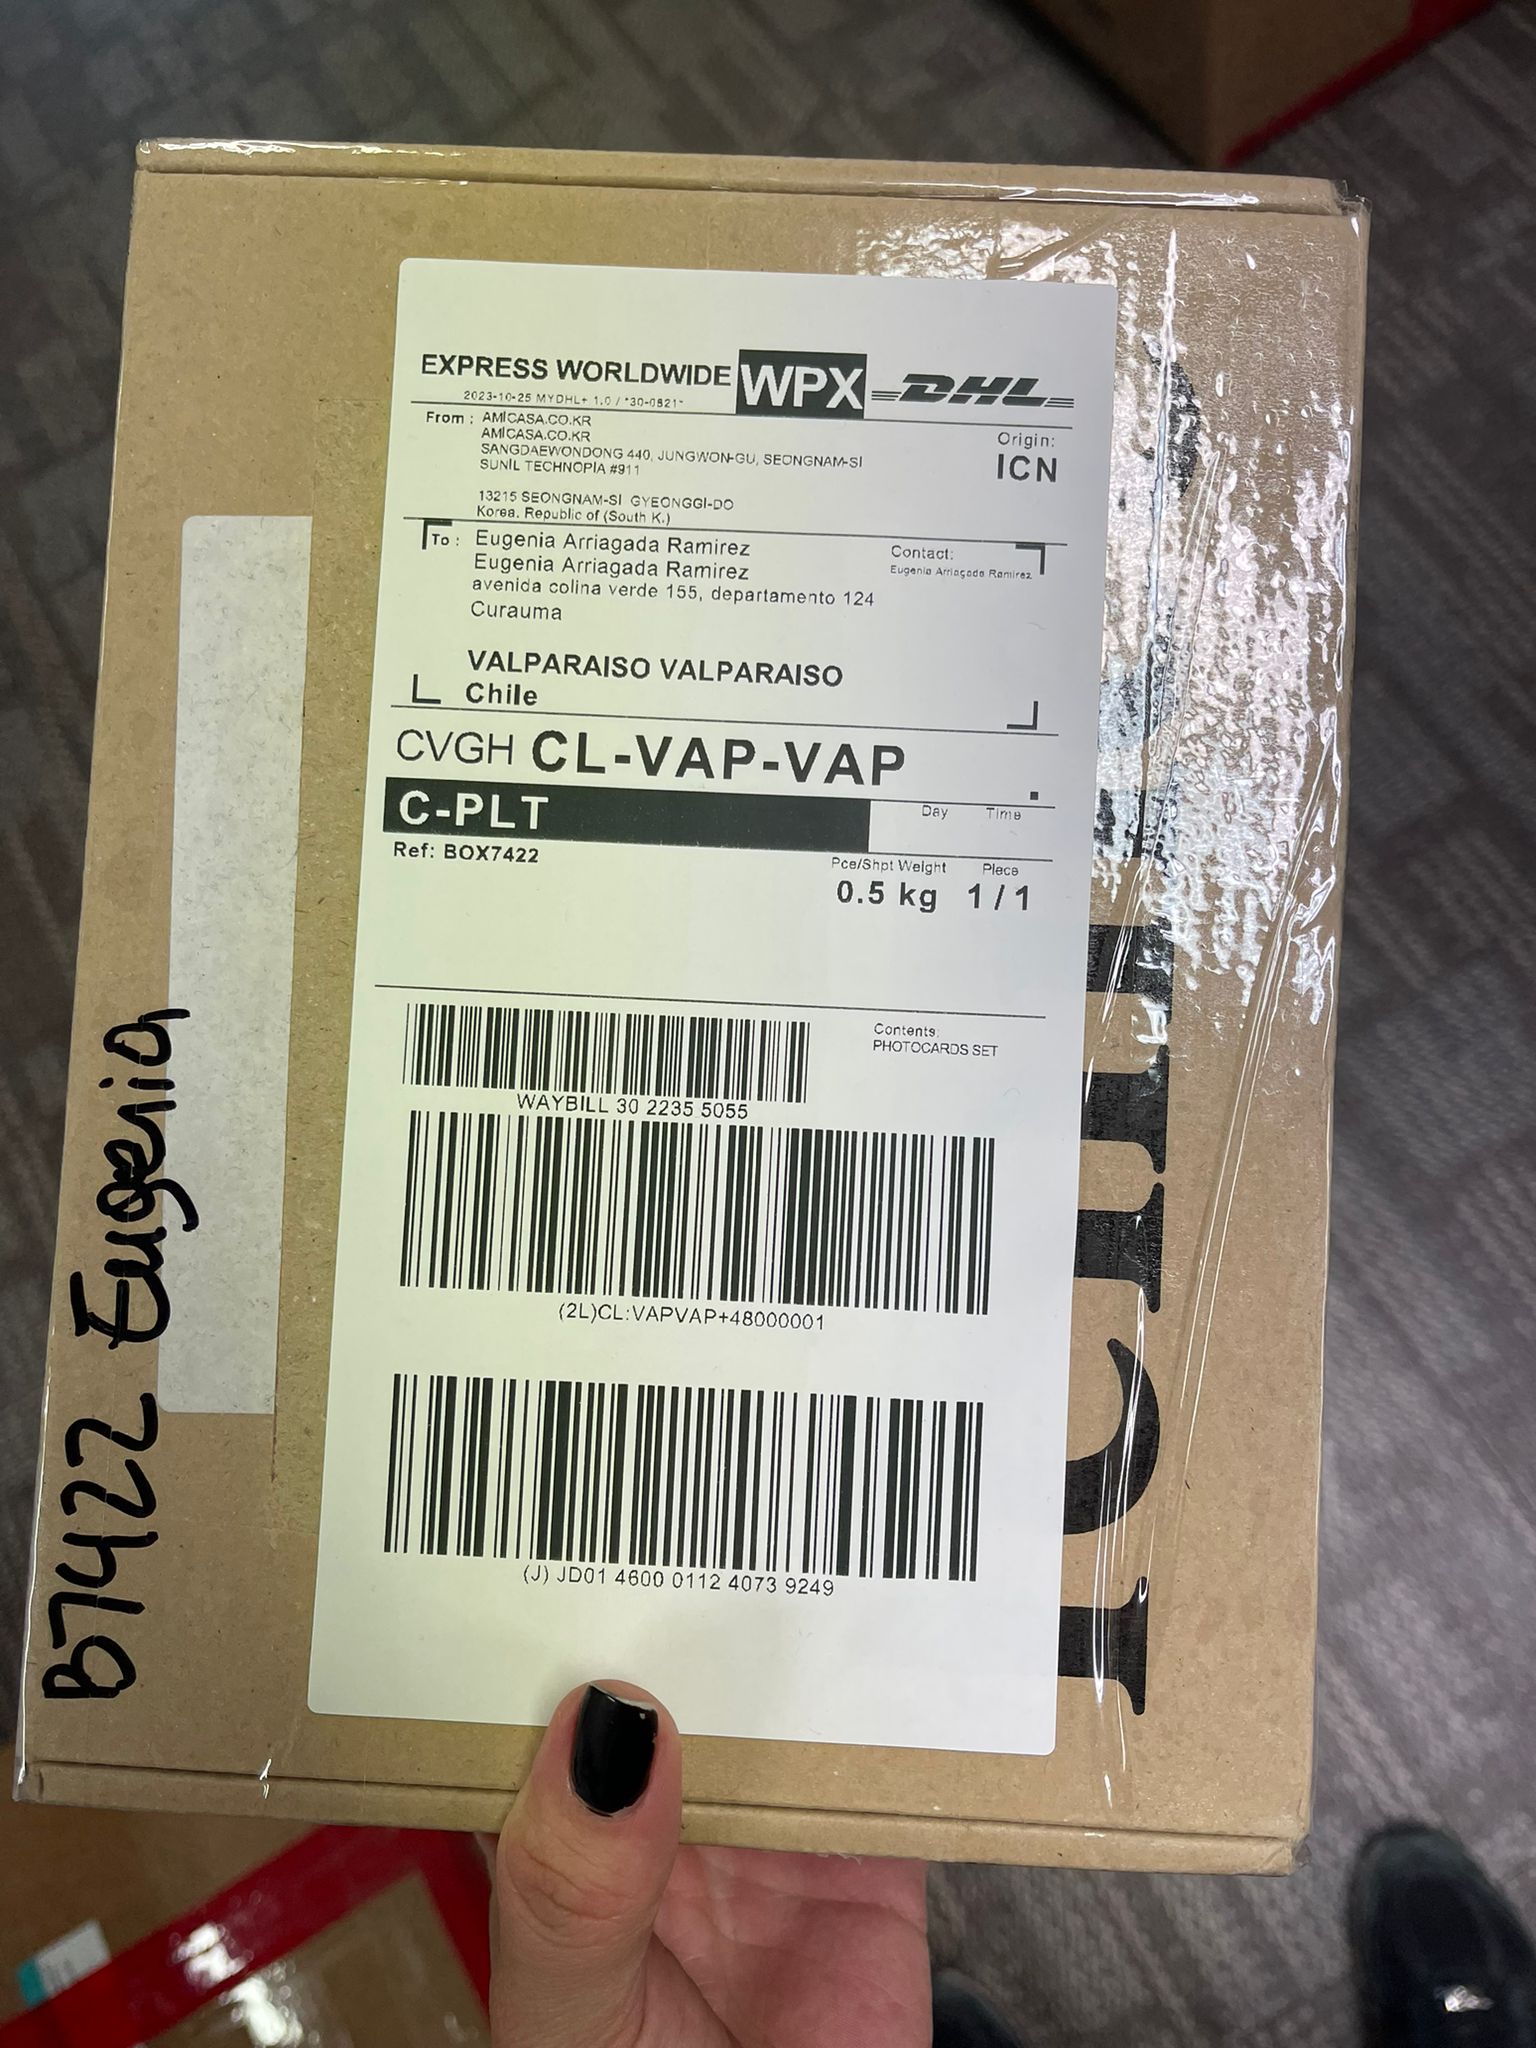 EXPRESS WORLDWIDE WPX DHL
2023-10-25 MYDHL+ 1.0 / *30-0821*
From : AMICASA.CO.KR
AMICASA.CO.KR
SANGDAEWONDONG 440, JUNGWON-GU, SEONGNAM-SI
SUNIL TECHNOPIA #911
13215 SEONGNAM-SI GYEONGGI-DO
Korea, Republic of (South K.)
Origin:
ICN
To : Eugenia Arriagada Ramirez
Eugenia Arriagada Ramirez
avenida colina verde 155, departamento 124
Curauma
VALPARAISO VALPARAISO
Chile
Contact:
Eugenia Arriagada Ramirez
CVGH CL-VAP-VAP
C-PLT
Day Time
Ref: BOX7422
Pce/Shpt Weight Piece
0.5 kg 1 / 1
Contents:
PHOTOCARDS SET
WAYBILL 30 2235 5055
(2L)CL:VAPVAP+48000001
(J) JD01 4600 0112 4073 9249
B7422 Eugenia